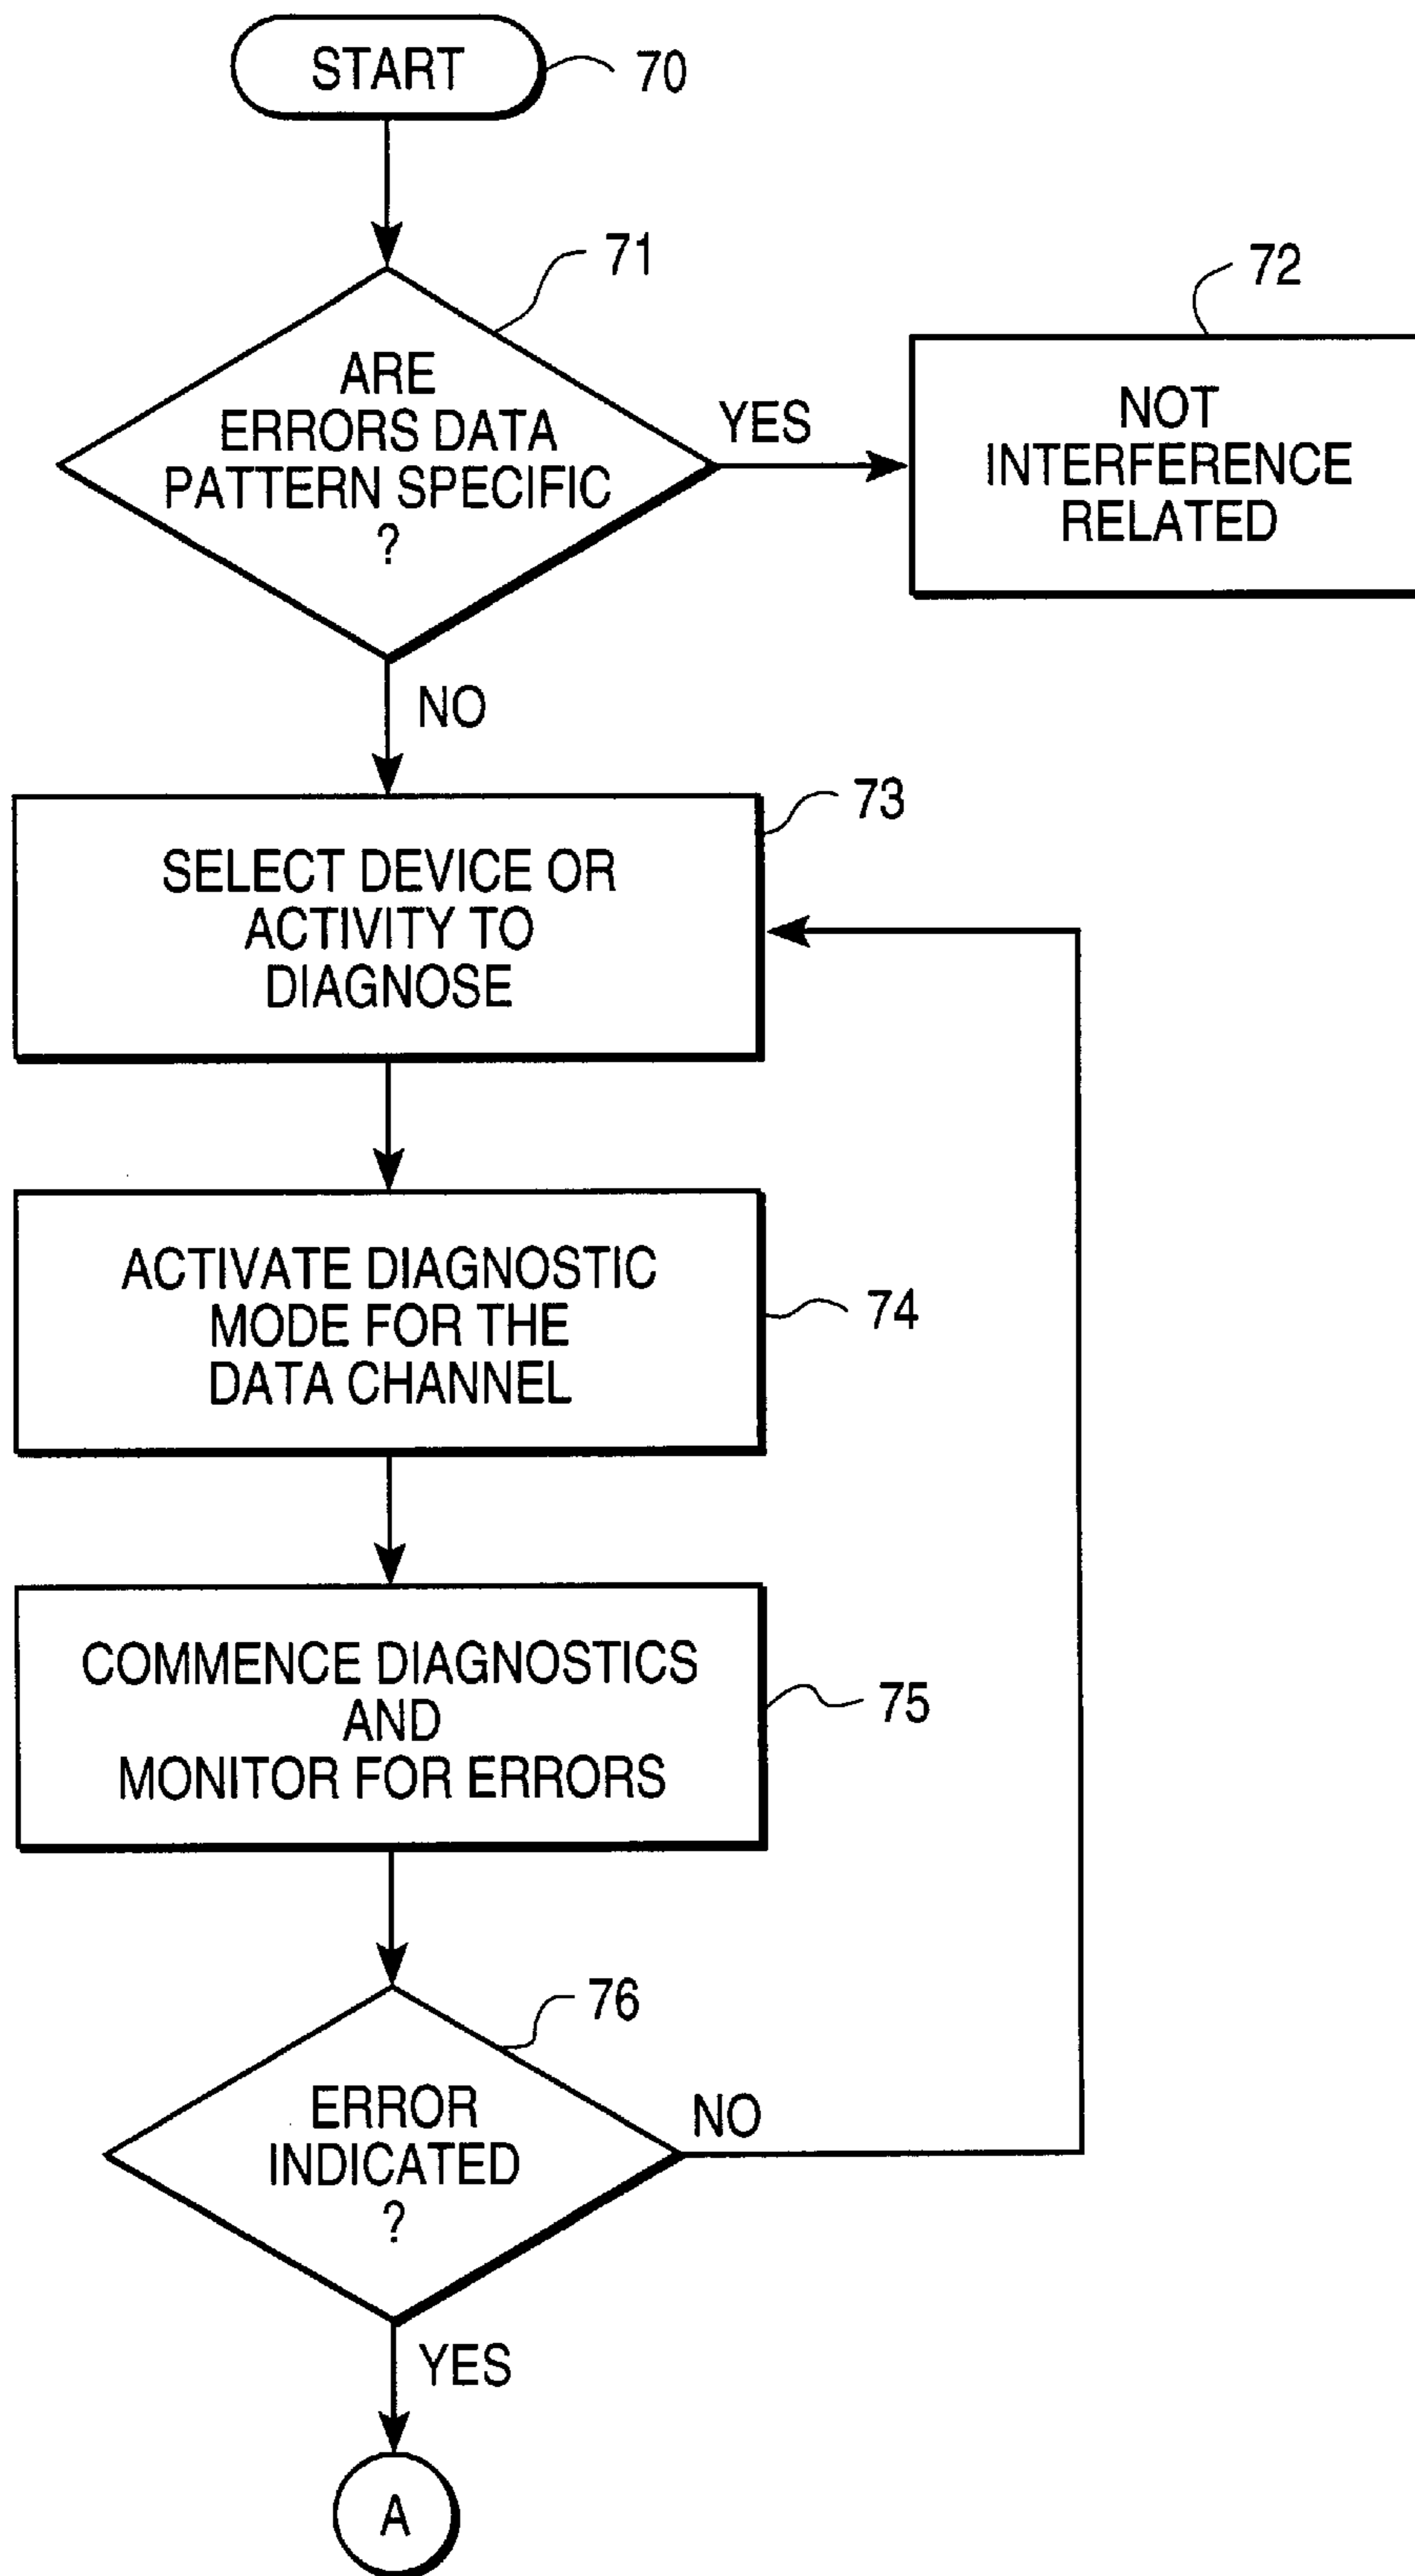 START
70
71
ARE
ERRORS DATA
PATTERN SPECIFIC
?
YES
72
NOT
INTERFERENCE
RELATED
NO
73
SELECT DEVICE OR
ACTIVITY TO
DIAGNOSE
ACTIVATE DIAGNOSTIC
MODE FOR THE
DATA CHANNEL
74
COMMENCE DIAGNOSTICS
AND
MONITOR FOR ERRORS
75
76
ERROR
INDICATED
?
NO
YES
A